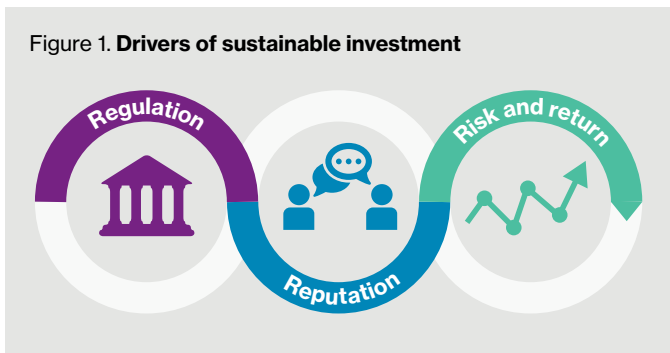 Figure 1. Drivers of sustainable investment
Regulation
Reputation
Risk and return